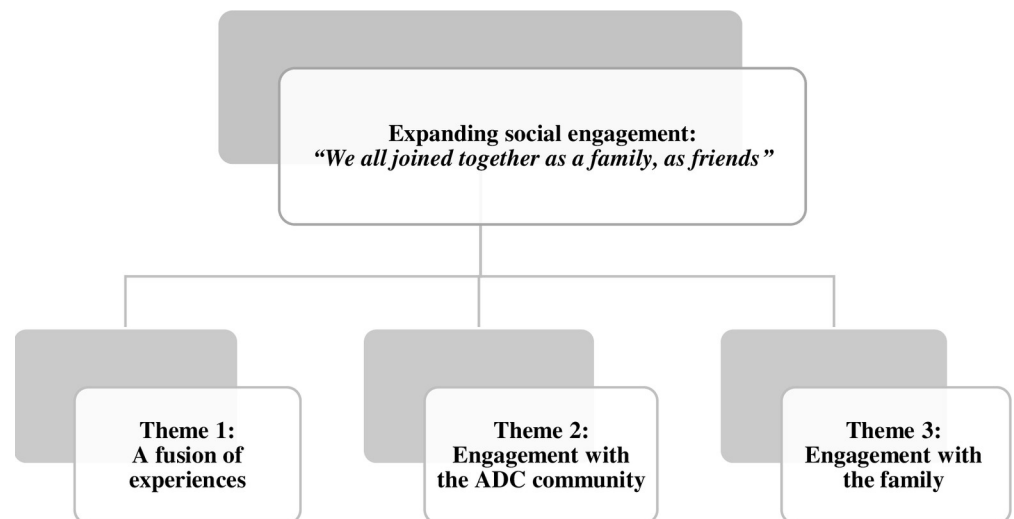 Expanding social engagement:
“We all joined together as a family, as friends”
Theme 1:
A fusion of
experiences
Theme 2:
Engagement with
the ADC community
Theme 3:
Engagement with
the family